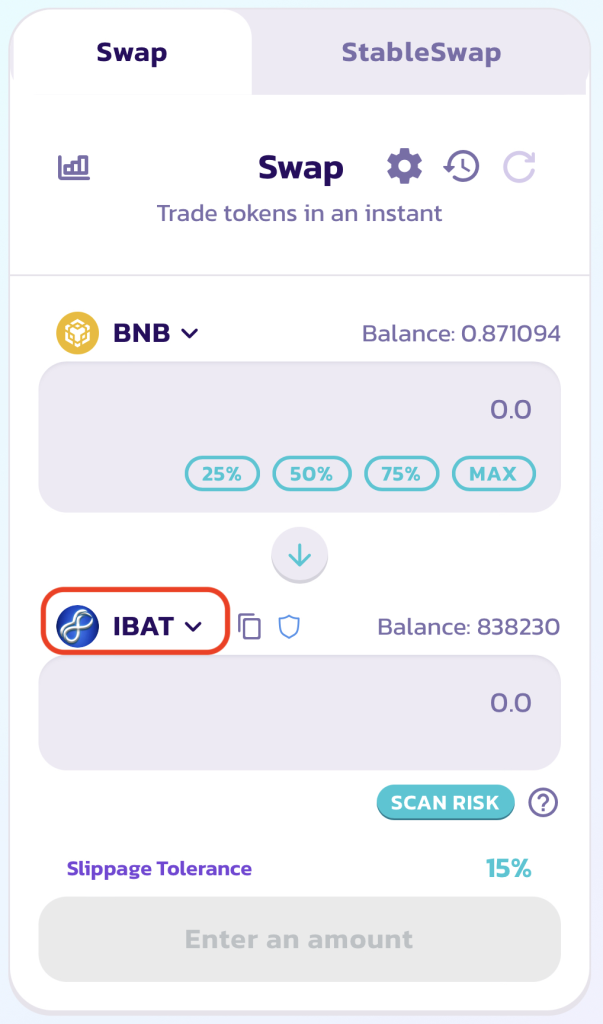 Swap StableSwap
Swap
Trade tokens in an instant
BNB Balance: 0.871094
0.0
25% 50% 75% MAX
IBAT Balance: 838230
0.0
SCAN RISK ?
Slippage Tolerance 15%
Enter an amount